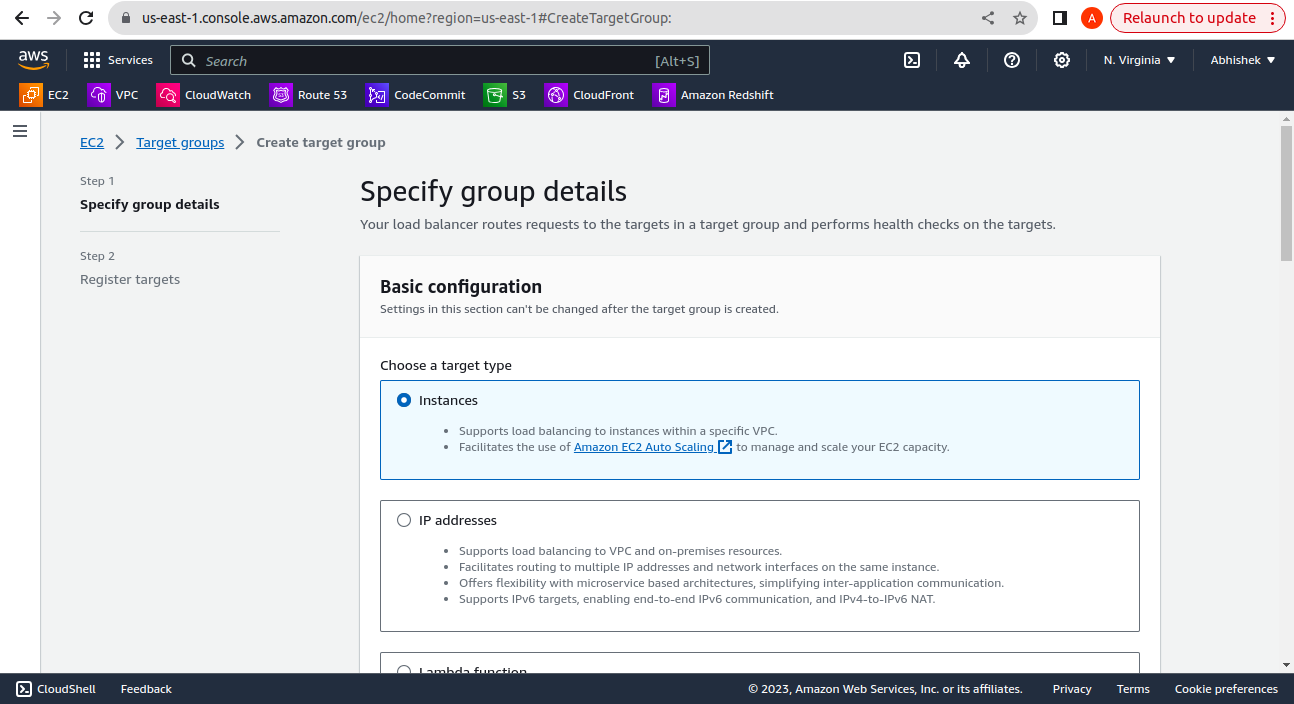 us-east-1.console.aws.amazon.com/ec2/home?region=us-east-1#CreateTargetGroup:
A
Relaunch to update
aws
Services
Search
[Alt+S]
N. Virginia
Abhishek
EC2
VPC
CloudWatch
Route 53
CodeCommit
S3
CloudFront
Amazon Redshift
EC2
Target groups
Create target group
Step 1
Specify group details
Step 2
Register targets
Specify group details
Your load balancer routes requests to the targets in a target group and performs health checks on the targets.
Basic configuration
Settings in this section can't be changed after the target group is created.
Choose a target type
Instances
Supports load balancing to instances within a specific VPC.
Facilitates the use of Amazon EC2 Auto Scaling to manage and scale your EC2 capacity.
IP addresses
Supports load balancing to VPC and on-premises resources.
Facilitates routing to multiple IP addresses and network interfaces on the same instance.
Offers flexibility with microservice based architectures, simplifying inter-application communication.
Supports IPv6 targets, enabling end-to-end IPv6 communication, and IPv4-to-IPv6 NAT.
Lambda function
CloudShell
Feedback
© 2023, Amazon Web Services, Inc. or its affiliates.
Privacy
Terms
Cookie preferences